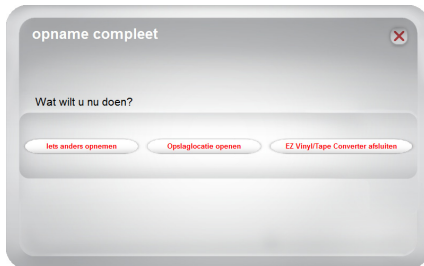 opname compleet
Wat wilt u nu doen?
Iets anders opnemen Opslaglocatie openen EZ Vinyl/Tape Converter afsluiten